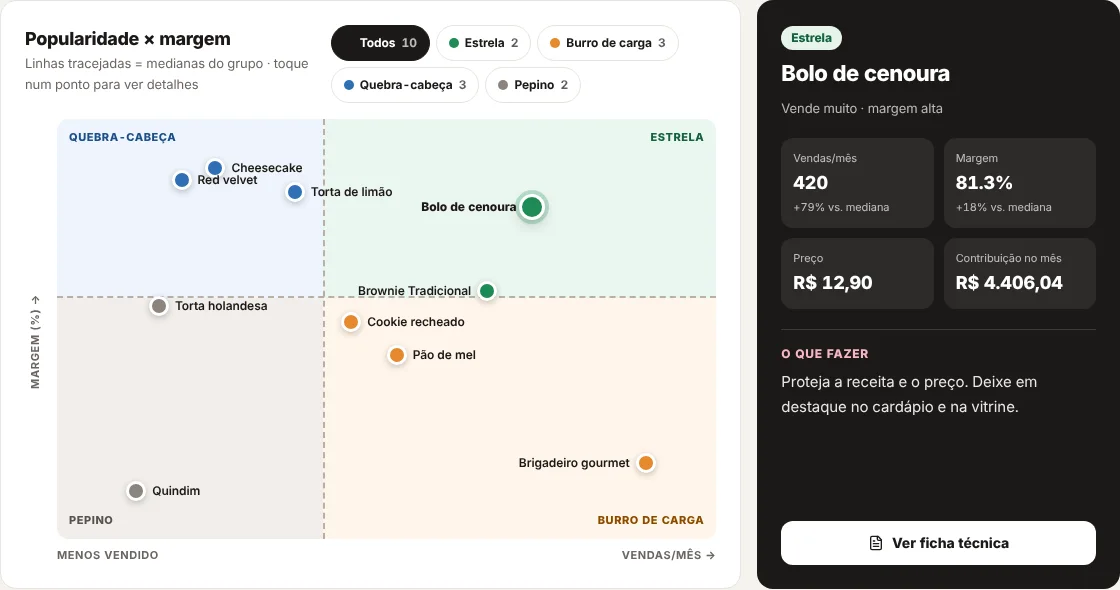 Popularidade × margem
Linhas tracejadas = medianas do grupo · toque
num ponto para ver detalhes
Todos 10
Estrela 2
Burro de carga 3
Quebra-cabeça 3
Pepino 2
QUEBRA-CABEÇA
ESTRELA
Cheesecake
Red velvet
Torta de limão
Bolo de cenoura
Brownie Tradicional
Torta holandesa
Cookie recheado
Pão de mel
Brigadeiro gourmet
Quindim
PEPINO
BURRO DE CARGA
MARGEM (%) →
MENOS VENDIDO
VENDAS/MÊS →
Estrela
Bolo de cenoura
Vende muito · margem alta
Vendas/mês
420
+79% vs. mediana
Margem
81.3%
+18% vs. mediana
Preço
R$ 12,90
Contribuição no mês
R$ 4.406,04
O QUE FAZER
Proteja a receita e o preço. Deixe em
destaque no cardápio e na vitrine.
Ver ficha técnica